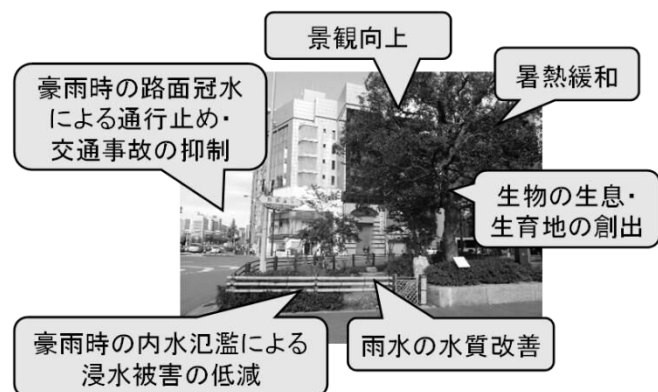 景観向上
暑熱緩和
豪雨時の路面冠水
による通行止め・
交通事故の抑制
生物の生息・
生育地の創出
豪雨時の内水氾濫による
浸水被害の低減
雨水の水質改善